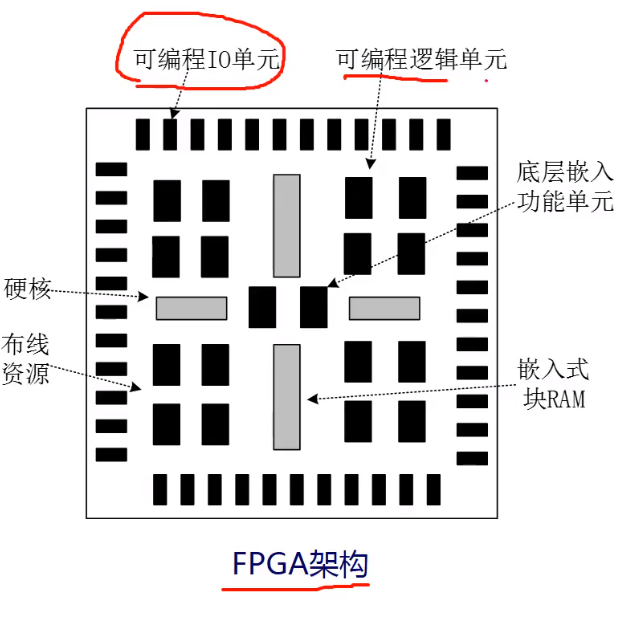 可编程IO单元
可编程逻辑单元
底层嵌入
功能单元
硬核
布线
资源
嵌入式
块RAM
FPGA架构